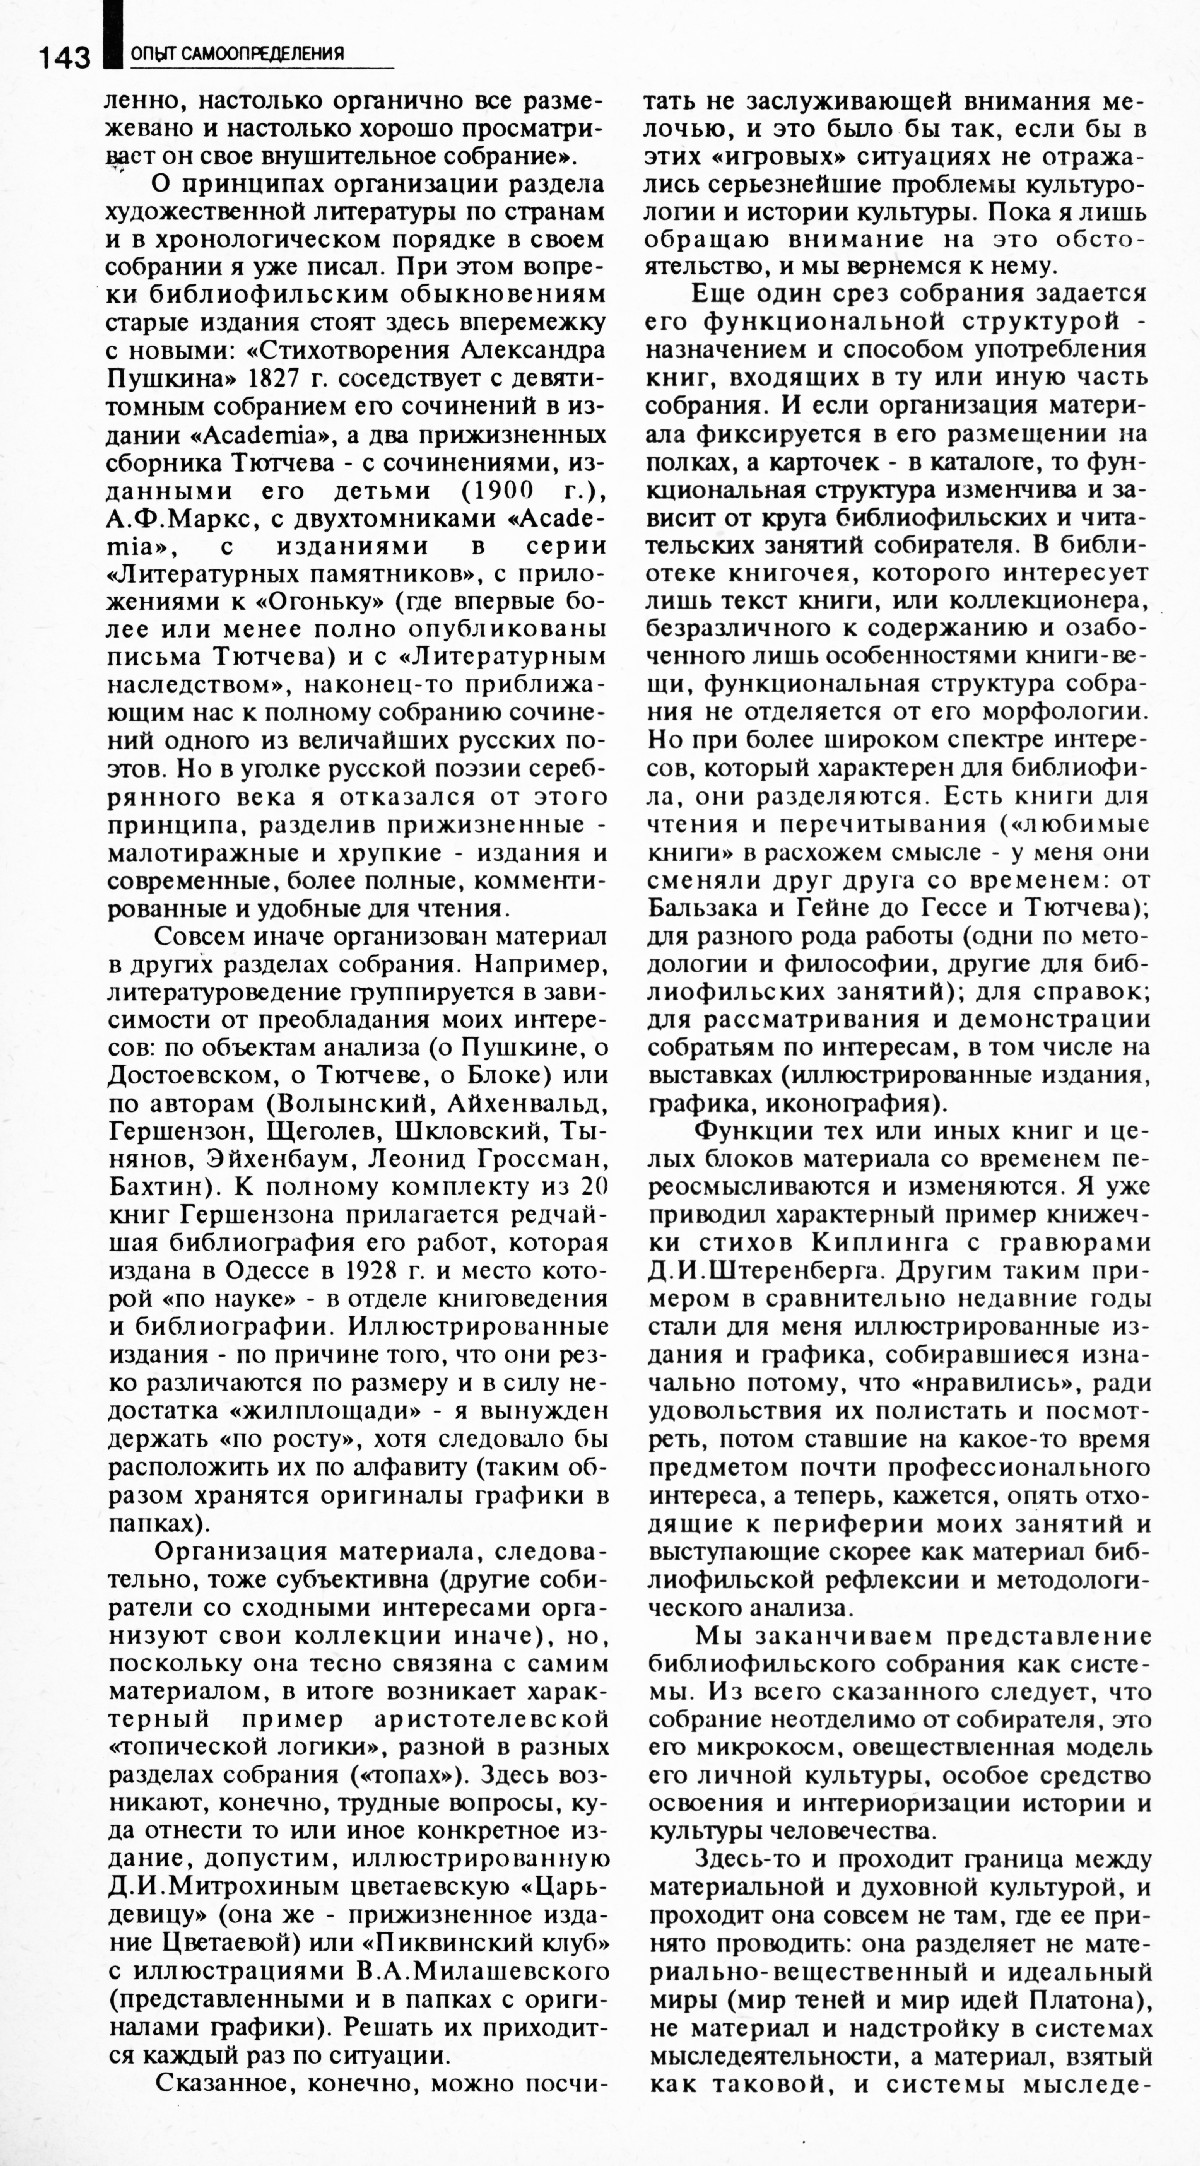 143
ОПЫТ САМООПРЕДЕЛЕНИЯ
ленно, настолько органично все разме-
жевано и настолько хорошо просматри-
вает он свое внушительное собрание».
О принципах организации раздела
художественной литературы по странам
и в хронологическом порядке в своем
собрании я уже писал. При этом вопре-
ки библиофильским обыкновениям
старые издания стоят здесь вперемежку
с новыми: «Стихотворения Александра
Пушкина» 1827 г. соседствует с девяти-
томным собранием его сочинений в из-
дании «Academia», а два прижизненных
сборника Тютчева - с сочинениями, из-
данными его детьми (1900 г.),
А.Ф.Маркс, с двухтомниками «Acade-
mia», с изданиями в серии
«Литературных памятников», с прило-
жениями к «Огоньку» (где впервые бо-
лее или менее полно опубликованы
письма Тютчева) и с «Литературным
наследством», наконец-то приближа-
ющим нас к полному собранию сочине-
ний одного из величайших русских по-
этов. Но в уголке русской поэзии сереб-
рянного века я отказался от этого
принципа, разделив прижизненные -
малотиражные и хрупкие - издания и
современные, более полные, комменти-
рованные и удобные для чтения.
Совсем иначе организован материал
в других разделах собрания. Например,
литературоведение группируется в зави-
симости от преобладания моих интере-
сов: по объектам анализа (о Пушкине, о
Достоевском, о Тютчеве, о Блоке) или
по авторам (Волынский, Айхенвальд,
Гершензон, Щеголев, Шкловский, Ты-
нянов, Эйхенбаум, Леонид Гроссман,
Бахтин). К полному комплекту из 20
книг Гершензона прилагается редчай-
шая библиография его работ, которая
издана в Одессе в 1928 г. и место кото-
рой «по науке» - в отделе книговедения
и библиографии. Иллюстрированные
издания - по причине того, что они рез-
ко различаются по размеру и в силу не-
достатка «жилплощади» - я вынужден
держать «по росту», хотя следовало бы
расположить их по алфавиту (таким об-
разом хранятся оригиналы графики в
папках).
Организация материала, следова-
тельно, тоже субъективна (другие соби-
ратели со сходными интересами орга-
низуют свои коллекции иначе), но,
поскольку она тесно связяна с самим
материалом, в итоге возникает харак-
терный пример аристотелевской
«топической логики», разной в разных
разделах собрания («топах»). Здесь воз-
никают, конечно, трудные вопросы, ку-
да отнести то или иное конкретное из-
дание, допустим, иллюстрированную
Д.И.Митрохиным цветаевскую «Царь-
девицу» (она же - прижизненное изда-
ние Цветаевой) или «Пиквинский клуб»
с иллюстрациями В.А.Милашевского
(представленными и в папках с ориги-
налами графики). Решать их приходит-
ся каждый раз по ситуации.
Сказанное, конечно, можно посчи-
тать не заслуживающей внимания ме-
лочью, и это было бы так, если бы в
этих «игровых» ситуациях не отража-
лись серьезнейшие проблемы культуро-
логии и истории культуры. Пока я лишь
обращаю внимание на это обсто-
ятельство, и мы вернемся к нему.
Еще один срез собрания задается
его функциональной структурой -
назначением и способом употребления
книг, входящих в ту или иную часть
собрания. И если организация матери-
ала фиксируется в его размещении на
полках, а карточек - в каталоге, то фун-
кциональная структура изменчива и за-
висит от круга библиофильских и чита-
тельских занятий собирателя. В библи-
отеке книгочея, которого интересует
лишь текст книги, или коллекционера,
безразличного к содержанию и озабо-
ченного лишь особенностями книги-ве-
щи, функциональная структура собра-
ния не отделяется от его морфологии.
Но при более широком спектре интере-
сов, который характерен для библиофи-
ла, они разделяются. Есть книги для
чтения и перечитывания («любимые
книги» в расхожем смысле - у меня они
сменяли друг друга со временем: от
Бальзака и Гейне до Гессе и Тютчева);
для разного рода работы (одни по мето-
дологии и философии, другие для биб-
лиофильских занятий); для справок;
для рассматривания и демонстрации
собратьям по интересам, в том числе на
выставках (иллюстрированные издания,
графика, иконография).
Функции тех или иных книг и це-
лых блоков материала со временем пе-
реосмысливаются и изменяются. Я уже
приводил характерный пример книжеч-
ки стихов Киплинга с гравюрами
Д.И.Штеренберга. Другим таким при-
мером в сравнительно недавние годы
стали для меня иллюстрированные из-
дания и графика, собиравшиеся изна-
чально потому, что «нравились», ради
удовольствия их полистать и посмот-
реть, потом ставшие на какое-то время
предметом почти профессионального
интереса, а теперь, кажется, опять отхо-
дящие к периферии моих занятий и
выступающие скорее как материал биб-
лиофильской рефлексии и методологи-
ческого анализа.
Мы заканчиваем представление
библиофильского собрания как систе-
мы. Из всего сказанного следует, что
собрание неотделимо от собирателя, это
его микрокосм, овеществленная модель
его личной культуры, особое средство
освоения и интериоризации истории и
культуры человечества.
Здесь-то и проходит граница между
материальной и духовной культурой, и
проходит она совсем не там, где ее при-
нято проводить: она разделяет не мате-
риально-вещественный и идеальный
миры (мир теней и мир идей Платона),
не материал и надстройку в системах
мыследеятельности, а материал, взятый
как таковой, и системы мыследе-